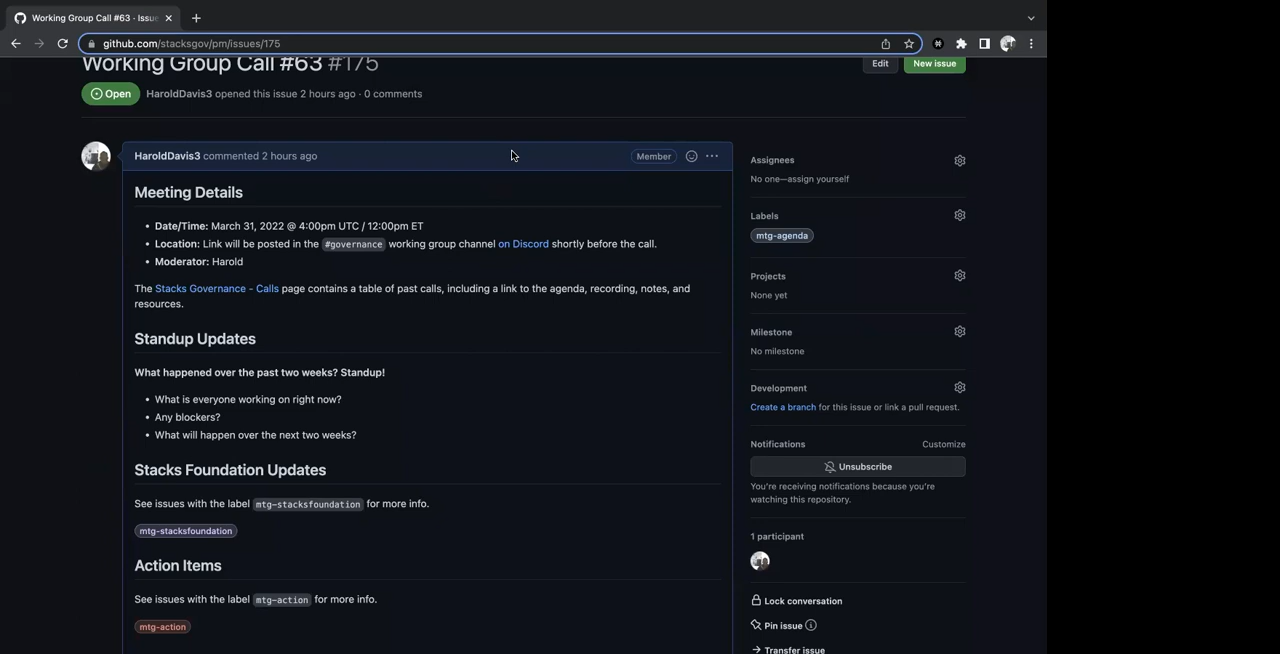 Working Group Call #63 · Issue
github.com/stacksgov/pm/issues/175
Working Group Call #63 #175
Edit
New issue
Open
HaroldDavis3 opened this issue 2 hours ago · 0 comments
HaroldDavis3 commented 2 hours ago
Member
Meeting Details
• Date/Time: March 31, 2022 @ 4:00pm UTC / 12:00pm ET
• Location: Link will be posted in the #governance working group channel on Discord shortly before the call.
• Moderator: Harold
The Stacks Governance - Calls page contains a table of past calls, including a link to the agenda, recording, notes, and
resources.
Standup Updates
What happened over the past two weeks? Standup!
• What is everyone working on right now?
• Any blockers?
• What will happen over the next two weeks?
Stacks Foundation Updates
See issues with the label mtg-stacksfoundation for more info.
mtg-stacksfoundation
Action Items
See issues with the label mtg-action for more info.
mtg-action
Assignees
No one—assign yourself
Labels
mtg-agenda
Projects
None yet
Milestone
No milestone
Development
Create a branch for this issue or link a pull request.
Notifications
Customize
Unsubscribe
You're receiving notifications because you're
watching this repository.
1 participant
Lock conversation
Pin issue
Transfer issue